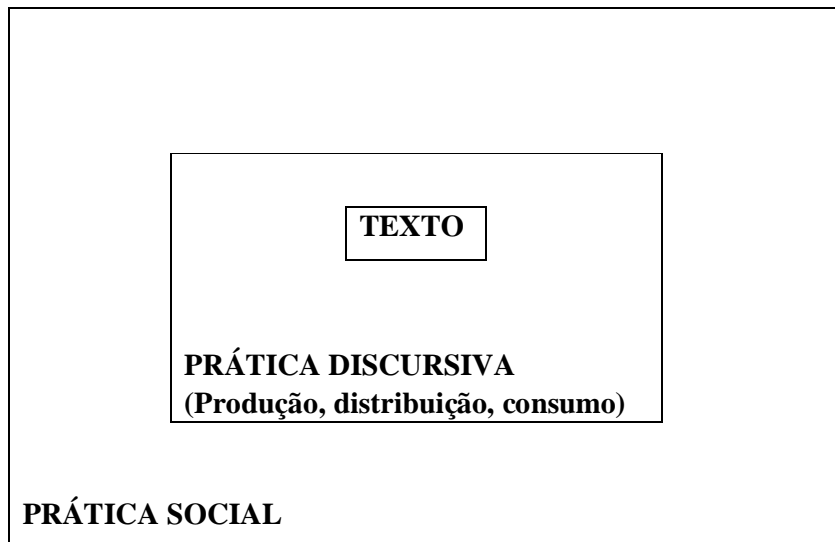 TEXTO
PRÁTICA DISCURSIVA
(Produção, distribuição, consumo)
PRÁTICA SOCIAL